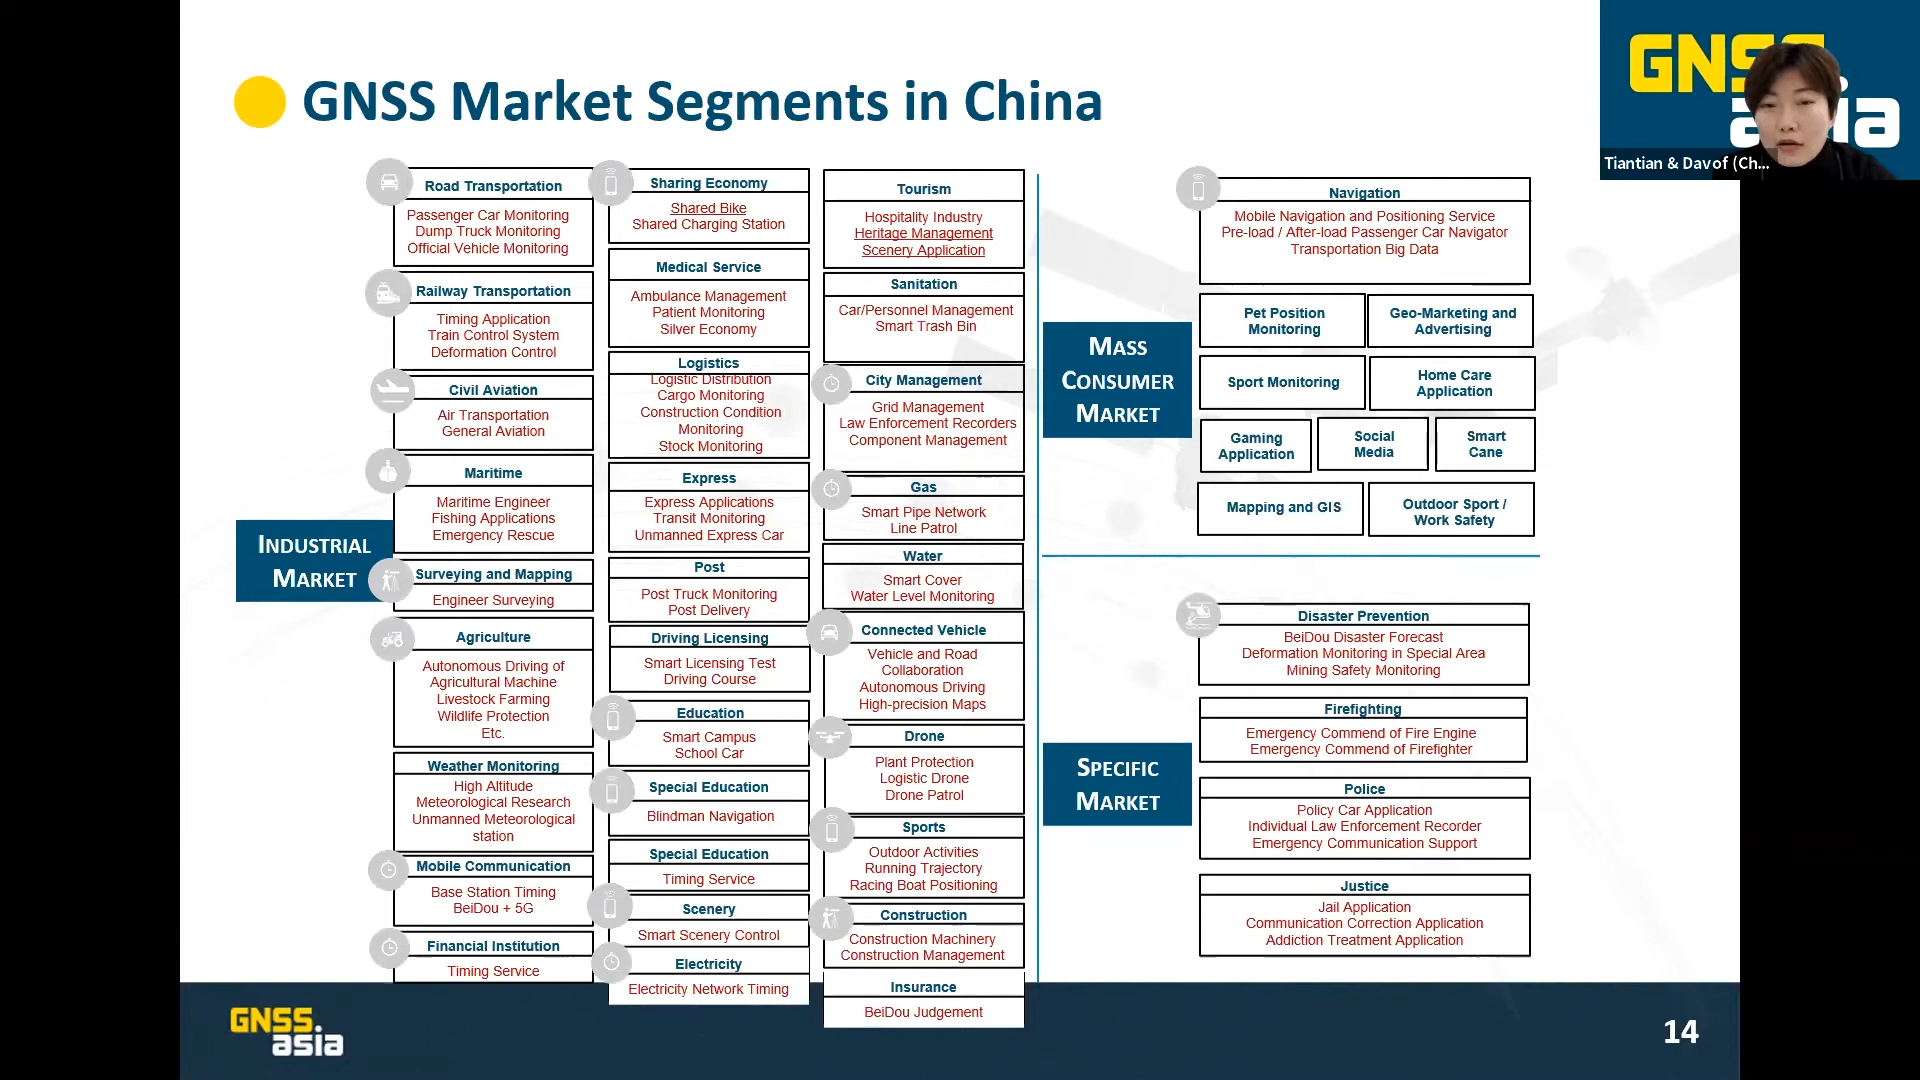 GNSS Market Segments in China
GNSS.
asia
Tiantian & Davof (Ch...
INDUSTRIAL
MARKET
Road Transportation
Passenger Car Monitoring
Dump Truck Monitoring
Official Vehicle Monitoring
Railway Transportation
Timing Application
Train Control System
Deformation Control
Civil Aviation
Air Transportation
General Aviation
Maritime
Maritime Engineer
Fishing Applications
Emergency Rescue
Surveying and Mapping
Engineer Surveying
Agriculture
Autonomous Driving of
Agricultural Machine
Livestock Farming
Wildlife Protection
Etc.
Weather Monitoring
High Altitude
Meteorological Research
Unmanned Meteorological
station
Mobile Communication
Base Station Timing
BeiDou + 5G
Financial Institution
Timing Service
Sharing Economy
Shared Bike
Shared Charging Station
Medical Service
Ambulance Management
Patient Monitoring
Silver Economy
Logistics
Logistic Distribution
Cargo Monitoring
Construction Condition
Monitoring
Stock Monitoring
Express
Express Applications
Transit Monitoring
Unmanned Express Car
Post
Post Truck Monitoring
Post Delivery
Driving Licensing
Smart Licensing Test
Driving Course
Education
Smart Campus
School Car
Special Education
Blindman Navigation
Special Education
Timing Service
Scenery
Smart Scenery Control
Electricity
Electricity Network Timing
Tourism
Hospitality Industry
Heritage Management
Scenery Application
Sanitation
Car/Personnel Management
Smart Trash Bin
City Management
Grid Management
Law Enforcement Recorders
Component Management
Gas
Smart Pipe Network
Line Patrol
Water
Smart Cover
Water Level Monitoring
Connected Vehicle
Vehicle and Road
Collaboration
Autonomous Driving
High-precision Maps
Drone
Plant Protection
Logistic Drone
Drone Patrol
Sports
Outdoor Activities
Running Trajectory
Racing Boat Positioning
Construction
Construction Machinery
Construction Management
Insurance
BeiDou Judgement
MASS
CONSUMER
MARKET
Navigation
Mobile Navigation and Positioning Service
Pre-load / After-load Passenger Car Navigator
Transportation Big Data
Pet Position
Monitoring
Geo-Marketing and
Advertising
Sport Monitoring
Home Care
Application
Gaming
Application
Social
Media
Smart
Cane
Mapping and GIS
Outdoor Sport /
Work Safety
SPECIFIC
MARKET
Disaster Prevention
BeiDou Disaster Forecast
Deformation Monitoring in Special Area
Mining Safety Monitoring
Firefighting
Emergency Commend of Fire Engine
Emergency Commend of Firefighter
Police
Policy Car Application
Individual Law Enforcement Recorder
Emergency Communication Support
Justice
Jail Application
Communication Correction Application
Addiction Treatment Application
GNSS.
asia
14